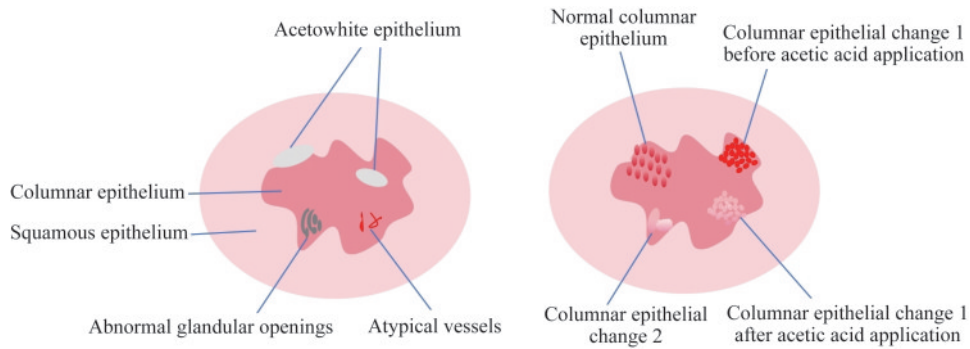 Acetowhite epithelium
Columnar epithelium
Squamous epithelium
Abnormal glandular openings
Atypical vessels
Normal columnar
epithelium
Columnar epithelial change 1
before acetic acid application
Columnar epithelial
change 2
Columnar epithelial change 1
after acetic acid application